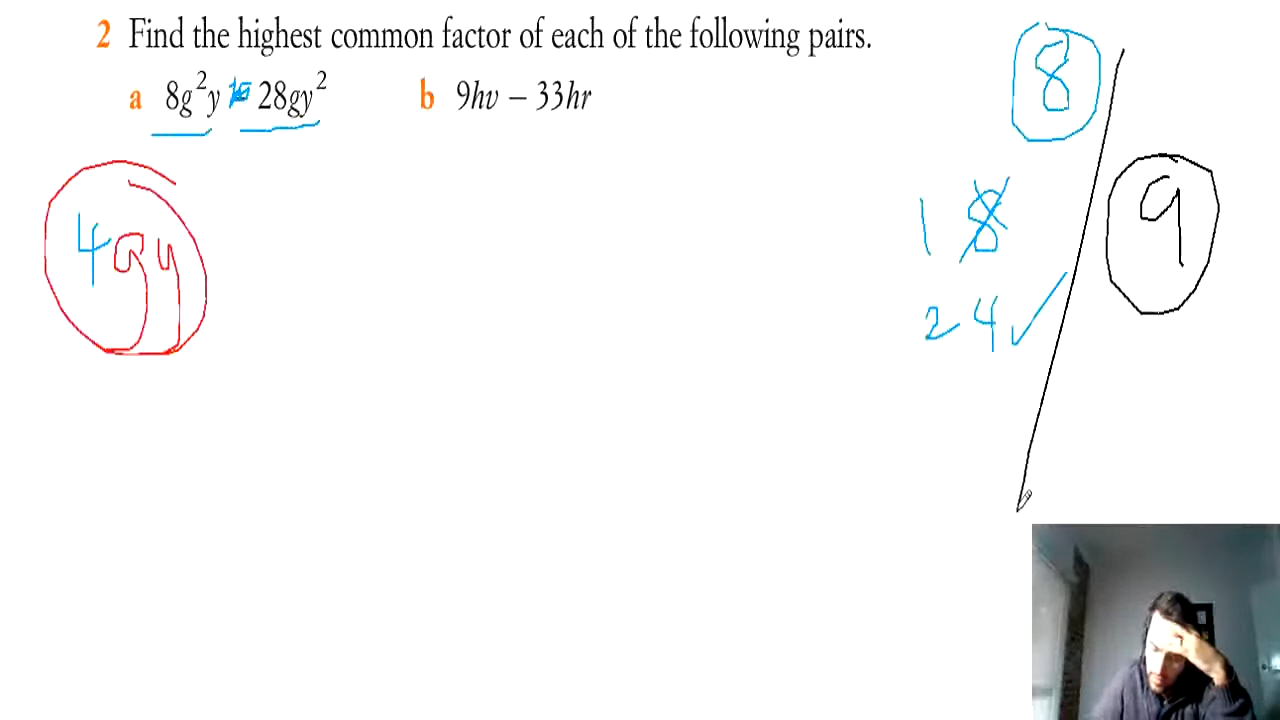 2 Find the highest common factor of each of the following pairs.
a 8g²y 28gy² b 9hv – 33hr
4gy
8
1 8
2 4 ✓
9